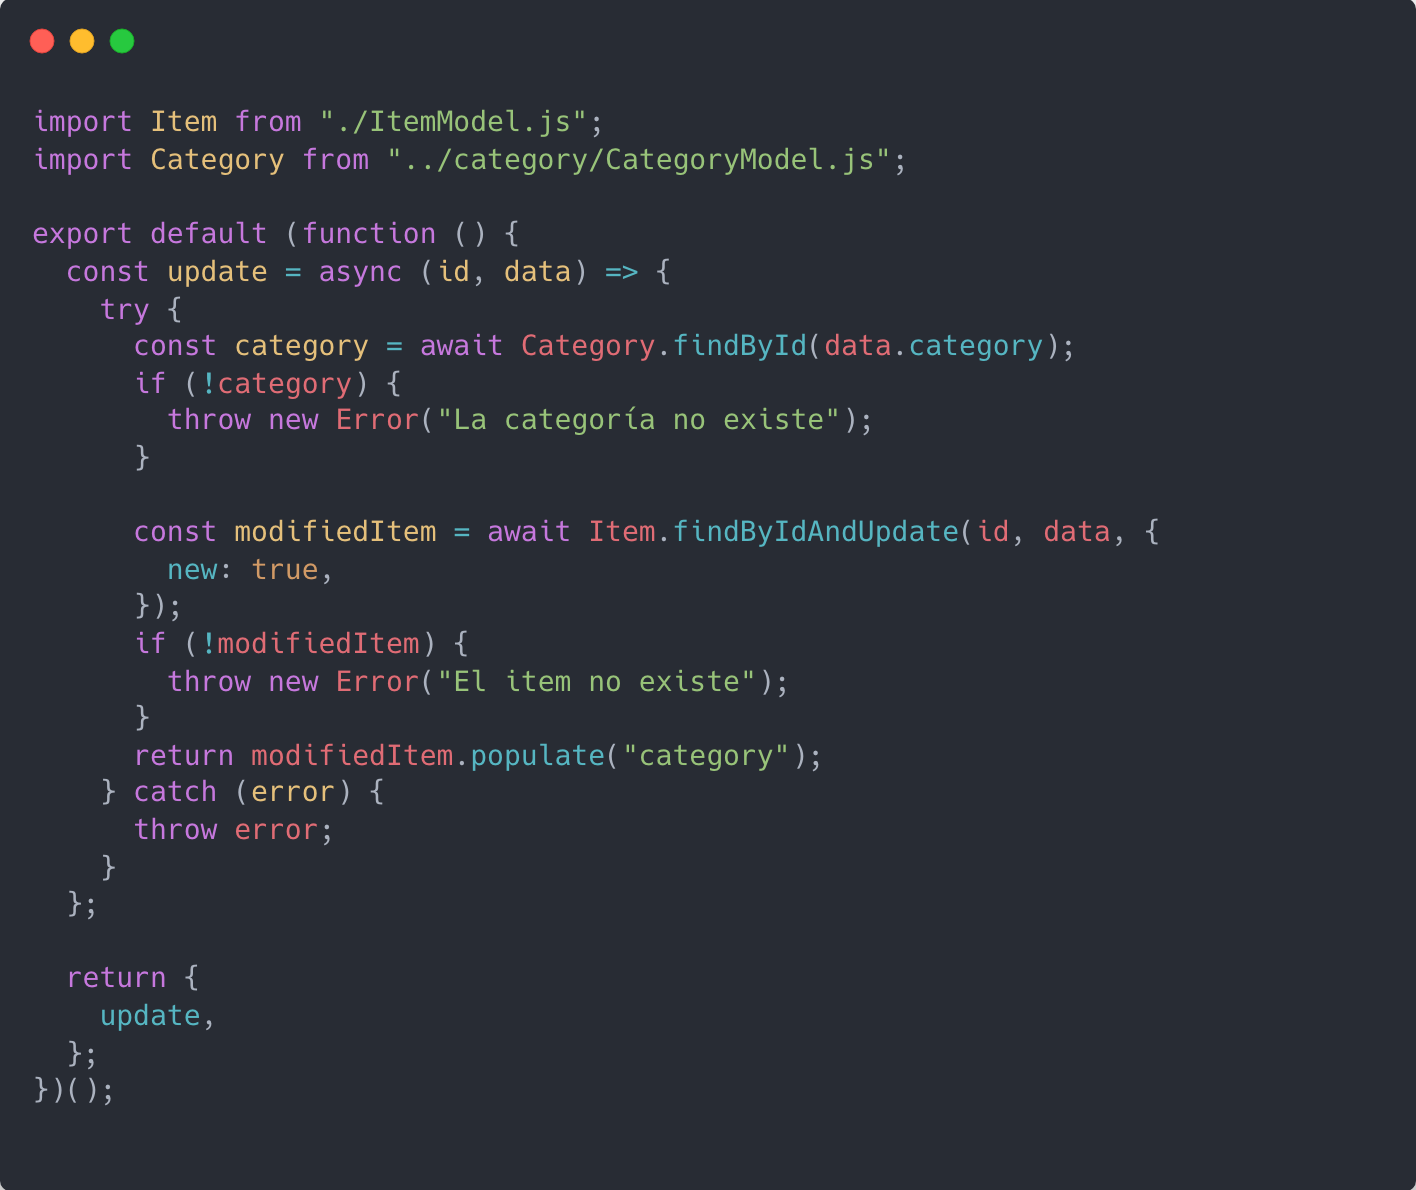 import Item from "./ItemModel.js";
import Category from "../category/CategoryModel.js";

export default (function () {
  const update = async (id, data) => {
    try {
      const category = await Category.findById(data.category);
      if (!category) {
        throw new Error("La categoría no existe");
      }

      const modifiedItem = await Item.findByIdAndUpdate(id, data, {
        new: true,
      });
      if (!modifiedItem) {
        throw new Error("El item no existe");
      }
      return modifiedItem.populate("category");
    } catch (error) {
      throw error;
    }
  };

  return {
    update,
  };
})();